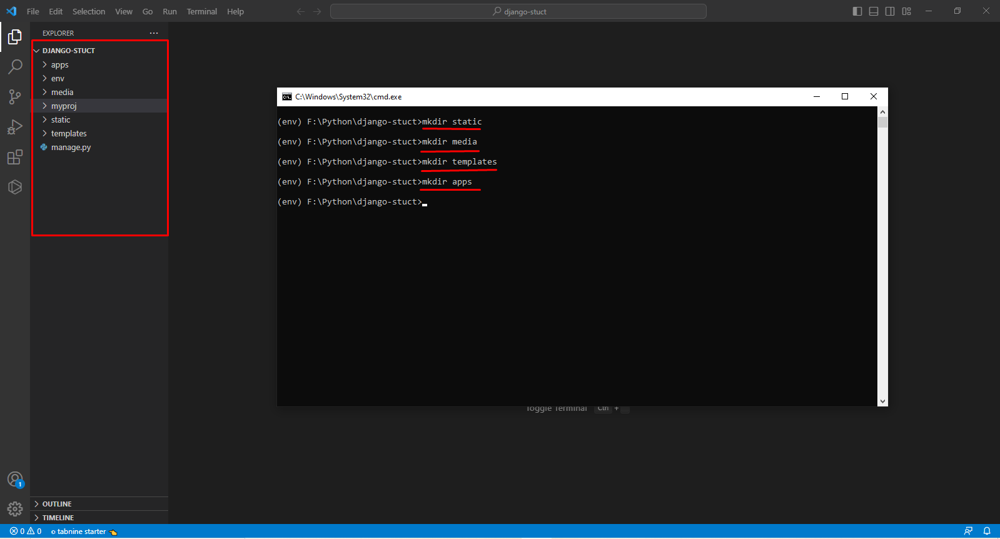 File Edit Selection View Go Run Terminal Help
django-stuct
EXPLORER
DJANGO-STUCT
apps
env
media
myproj
static
templates
manage.py
C:\Windows\System32\cmd.exe
(env) F:\Python\django-stuct>mkdir static
(env) F:\Python\django-stuct>mkdir media
(env) F:\Python\django-stuct>mkdir templates
(env) F:\Python\django-stuct>mkdir apps
(env) F:\Python\django-stuct>
Toggle Terminal Ctrl +
1
OUTLINE
TIMELINE
0 0 tabnine starter